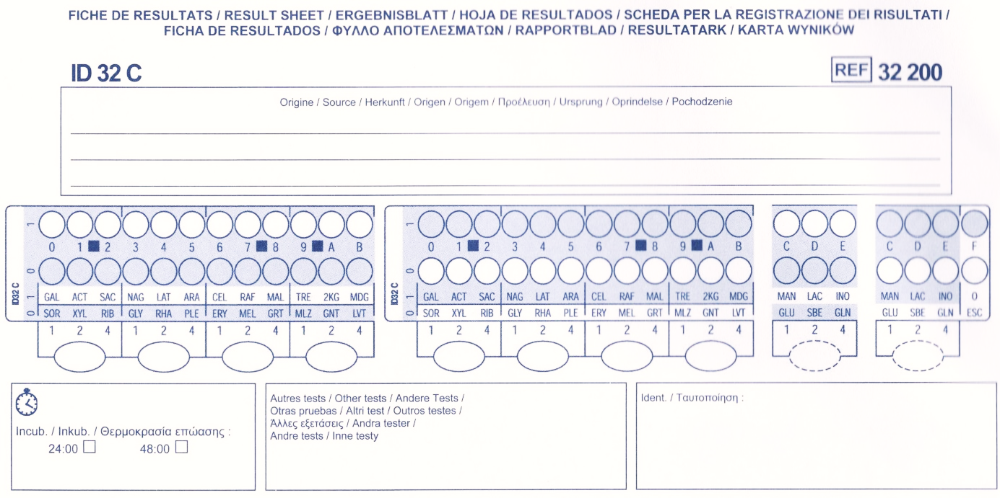 FICHE DE RESULTATS / RESULT SHEET / ERGEBNISBLATT / HOJA DE RESULTADOS / SCHEDA PER LA REGISTRAZIONE DEI RISULTATI /
FICHA DE RESULTADOS / ΦΥΛΛΟ ΑΠΟΤΕΛΕΣΜΑΤΩΝ / RAPPORTBLAD / RESULTATARK / KARTA WYNIKÓW
ID 32 C REF 32 200
Origine / Source / Herkunft / Origen / Origem / Προέλευση / Ursprung / Oprindelse / Pochodzenie
1 1
0 1 2 3 4 5 6 7 8 9 A B 0 1 2 3 4 5 6 7 8 9 A B C D E C D E F
0 0
ID32 C ID32 C
1 GAL ACT SAC NAG LAT ARA CEL RAF MAL TRE 2KG MDG 1 GAL ACT SAC NAG LAT ARA CEL RAF MAL TRE 2KG MDG MAN LAC INO MAN LAC INO 0
0 SOR XYL RIB GLY RHA PLE ERY MEL GRT MLZ GNT LVT 0 SOR XYL RIB GLY RHA PLE ERY MEL GRT MLZ GNT LVT GLU SBE GLN GLU SBE GLN ESC
1 2 4 1 2 4 1 2 4 1 2 4 1 2 4 1 2 4 1 2 4 1 2 4 1 2 4 1 2 4
Incub. / Inkub. / Θερμοκρασία επώασης :
24:00 48:00
Autres tests / Other tests / Andere Tests /
Otras pruebas / Altri test / Outros testes /
Άλλες εξετάσεις / Andra tester /
Andre tests / Inne testy
Ident. / Ταυτοποίηση :